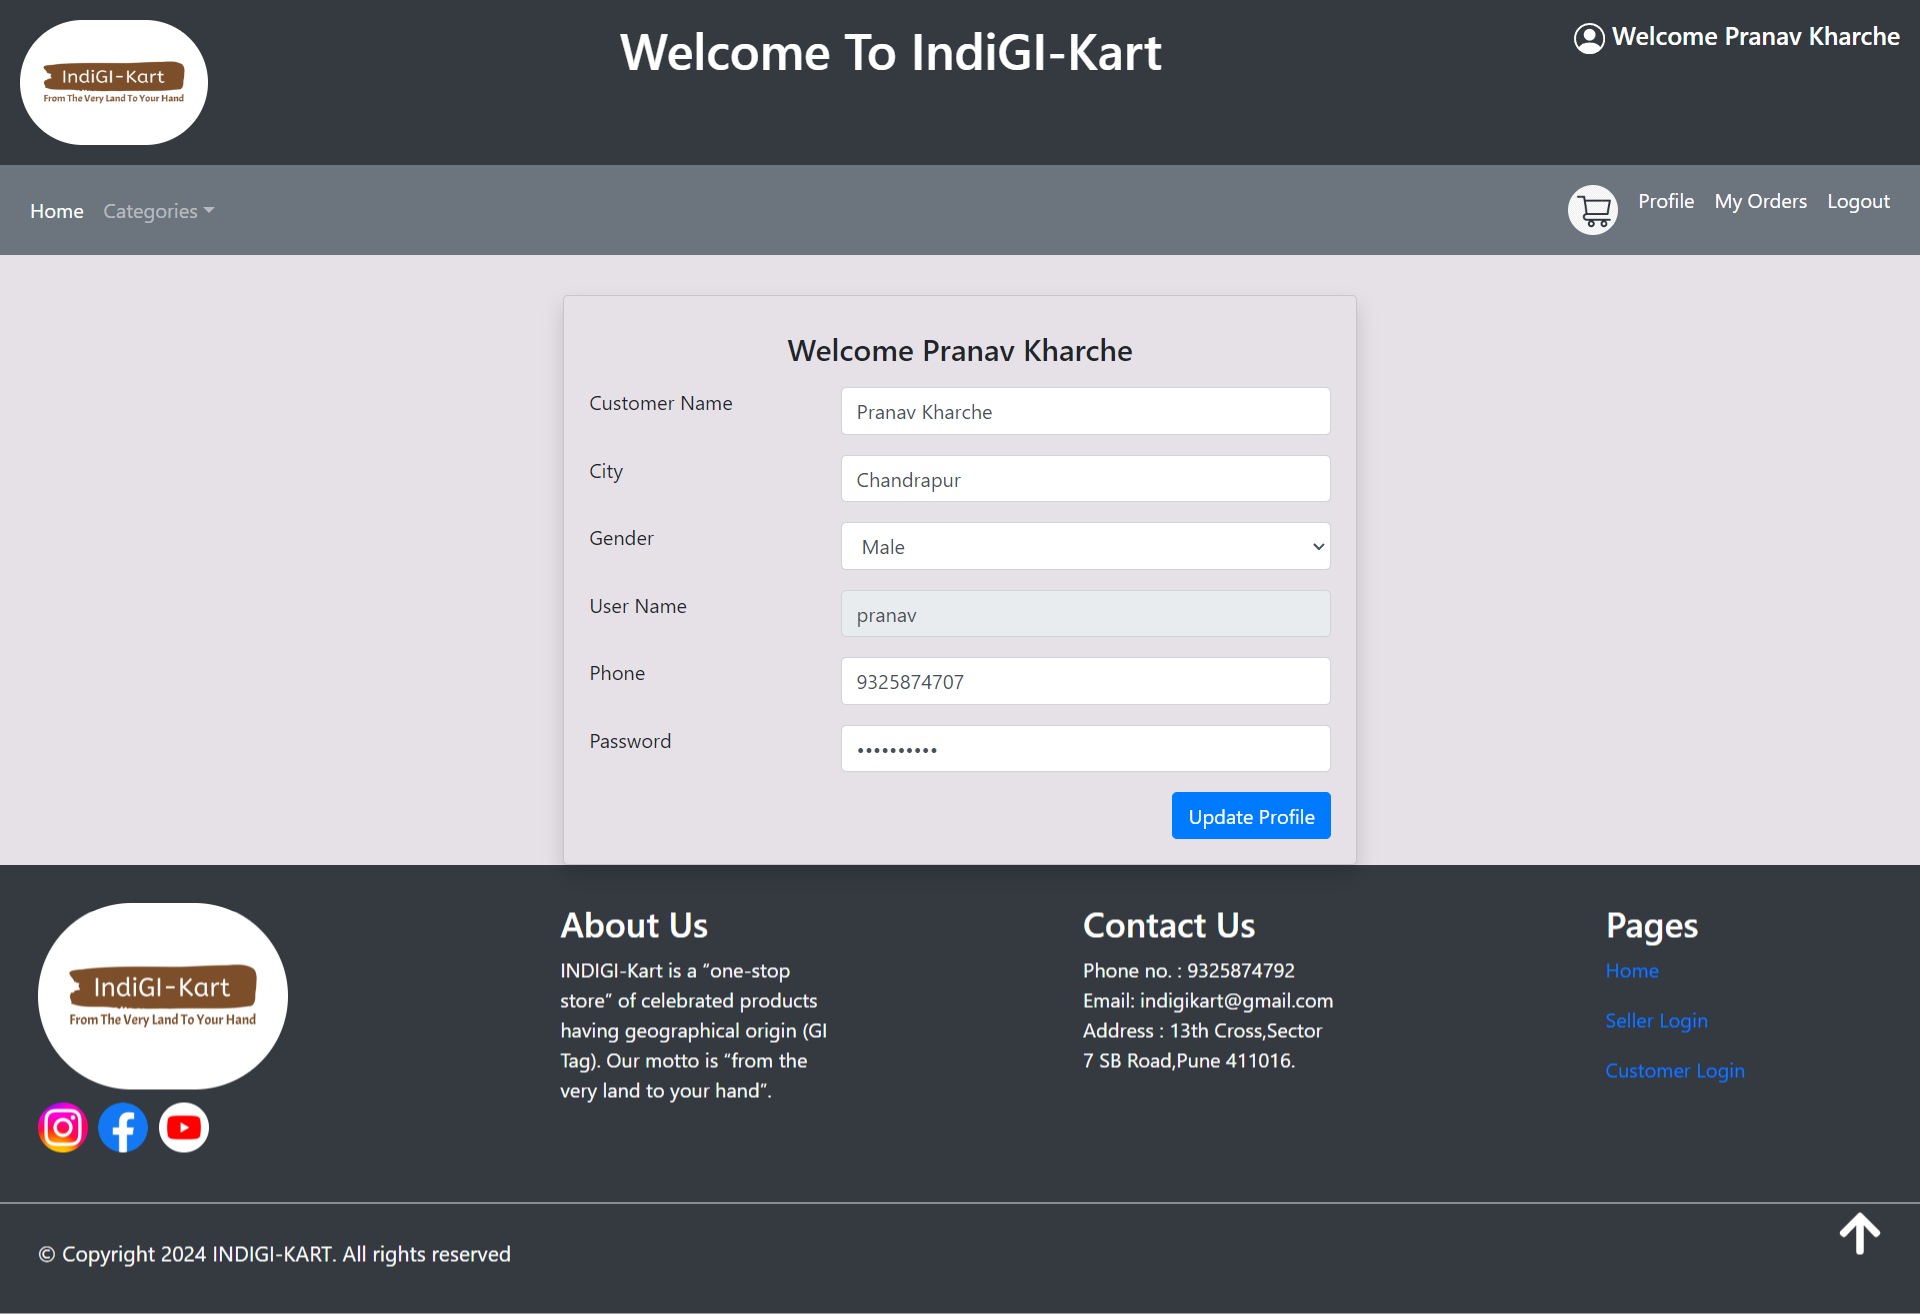 IndiGI-Kart
From The Very Land To Your Hand
Welcome To IndiGI-Kart
Welcome Pranav Kharche
Home
Categories
Profile
My Orders
Logout
Welcome Pranav Kharche
Customer Name
Pranav Kharche
City
Chandrapur
Gender
Male
User Name
pranav
Phone
9325874707
Password
••••••••••
Update Profile
IndiGI-Kart
From The Very Land To Your Hand
About Us
INDIGI-Kart is a “one-stop
store” of celebrated products
having geographical origin (GI
Tag). Our motto is “from the
very land to your hand”.
Contact Us
Phone no. : 9325874792
Email: indigikart@gmail.com
Address : 13th Cross,Sector
7 SB Road,Pune 411016.
Pages
Home
Seller Login
Customer Login
© Copyright 2024 INDIGI-KART. All rights reserved